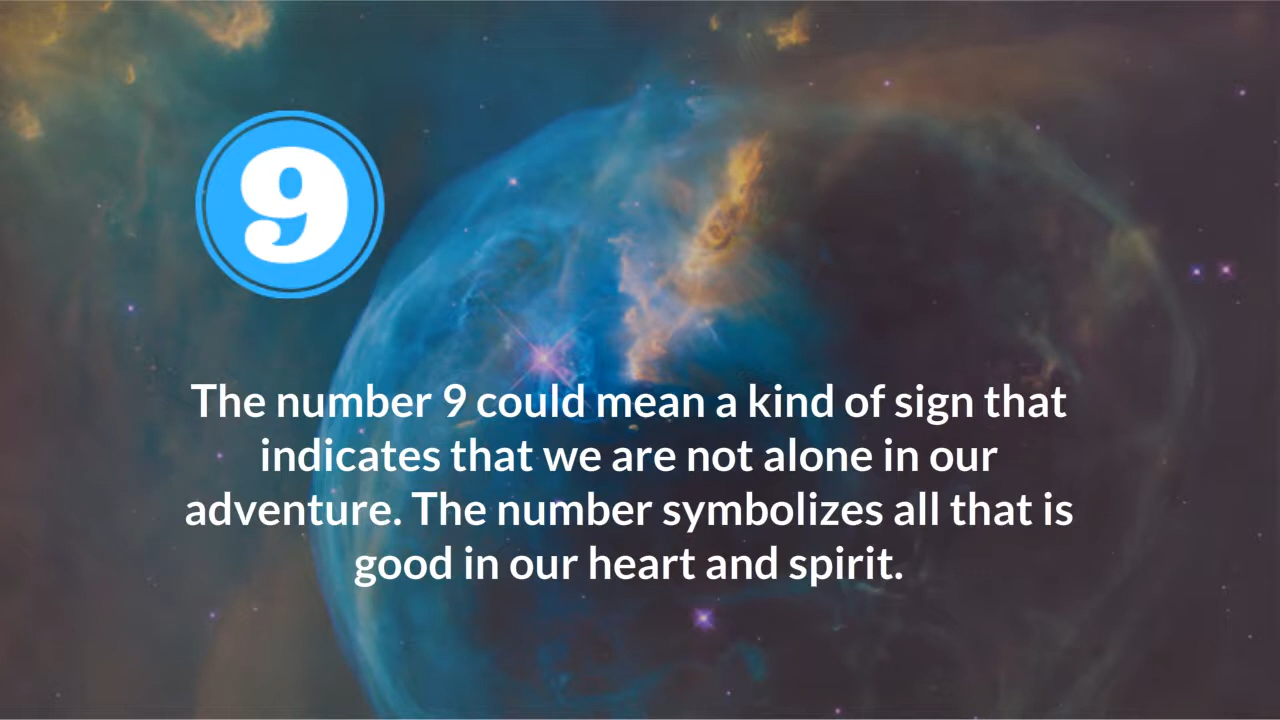 9
The number 9 could mean a kind of sign that
indicates that we are not alone in our
adventure. The number symbolizes all that is
good in our heart and spirit.